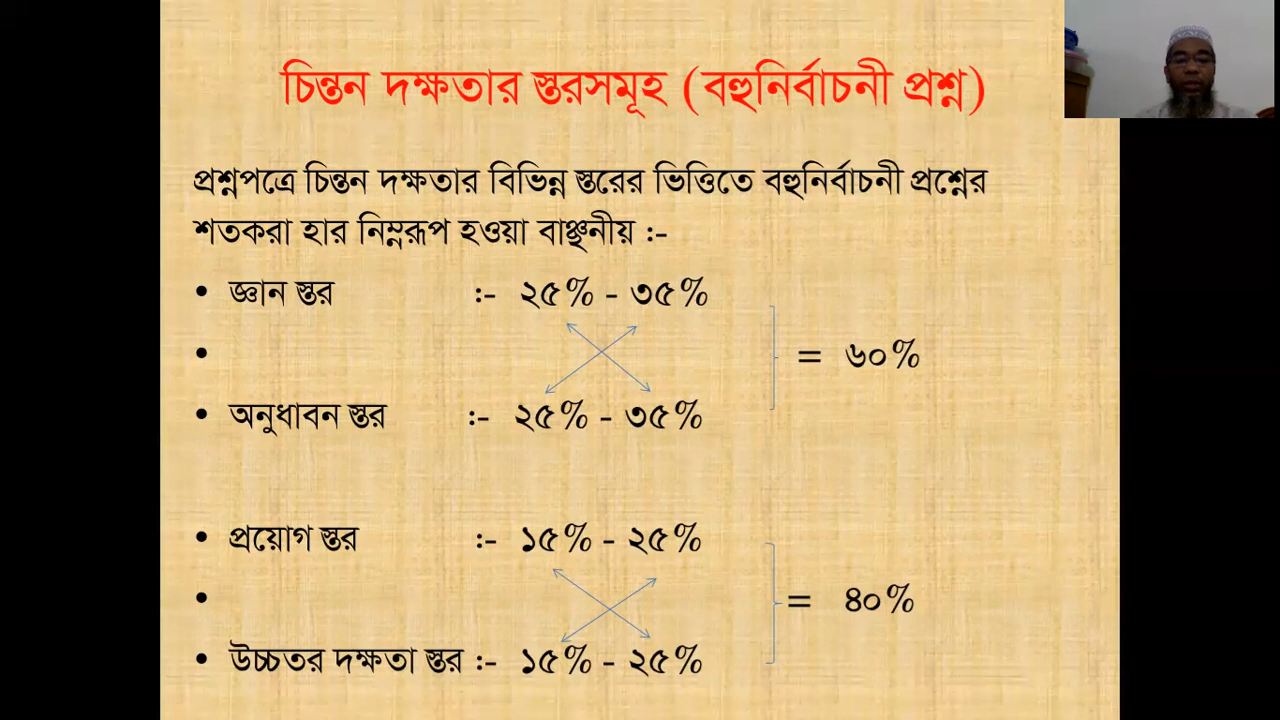 চিন্তন দক্ষতার স্তরসমূহ (বহুনির্বাচনী প্রশ্ন)
প্রশ্নপত্রে চিন্তন দক্ষতার বিভিন্ন স্তরের ভিত্তিতে বহুনির্বাচনী প্রশ্নের
শতকরা হার নিম্নরূপ হওয়া বাঞ্ছনীয় :-
• জ্ঞান স্তর :- ২৫% - ৩৫%
• = ৬০%
• অনুধাবন স্তর :- ২৫% - ৩৫%
• প্রয়োগ স্তর :- ১৫% - ২৫%
• = ৪০%
• উচ্চতর দক্ষতা স্তর :- ১৫% - ২৫%